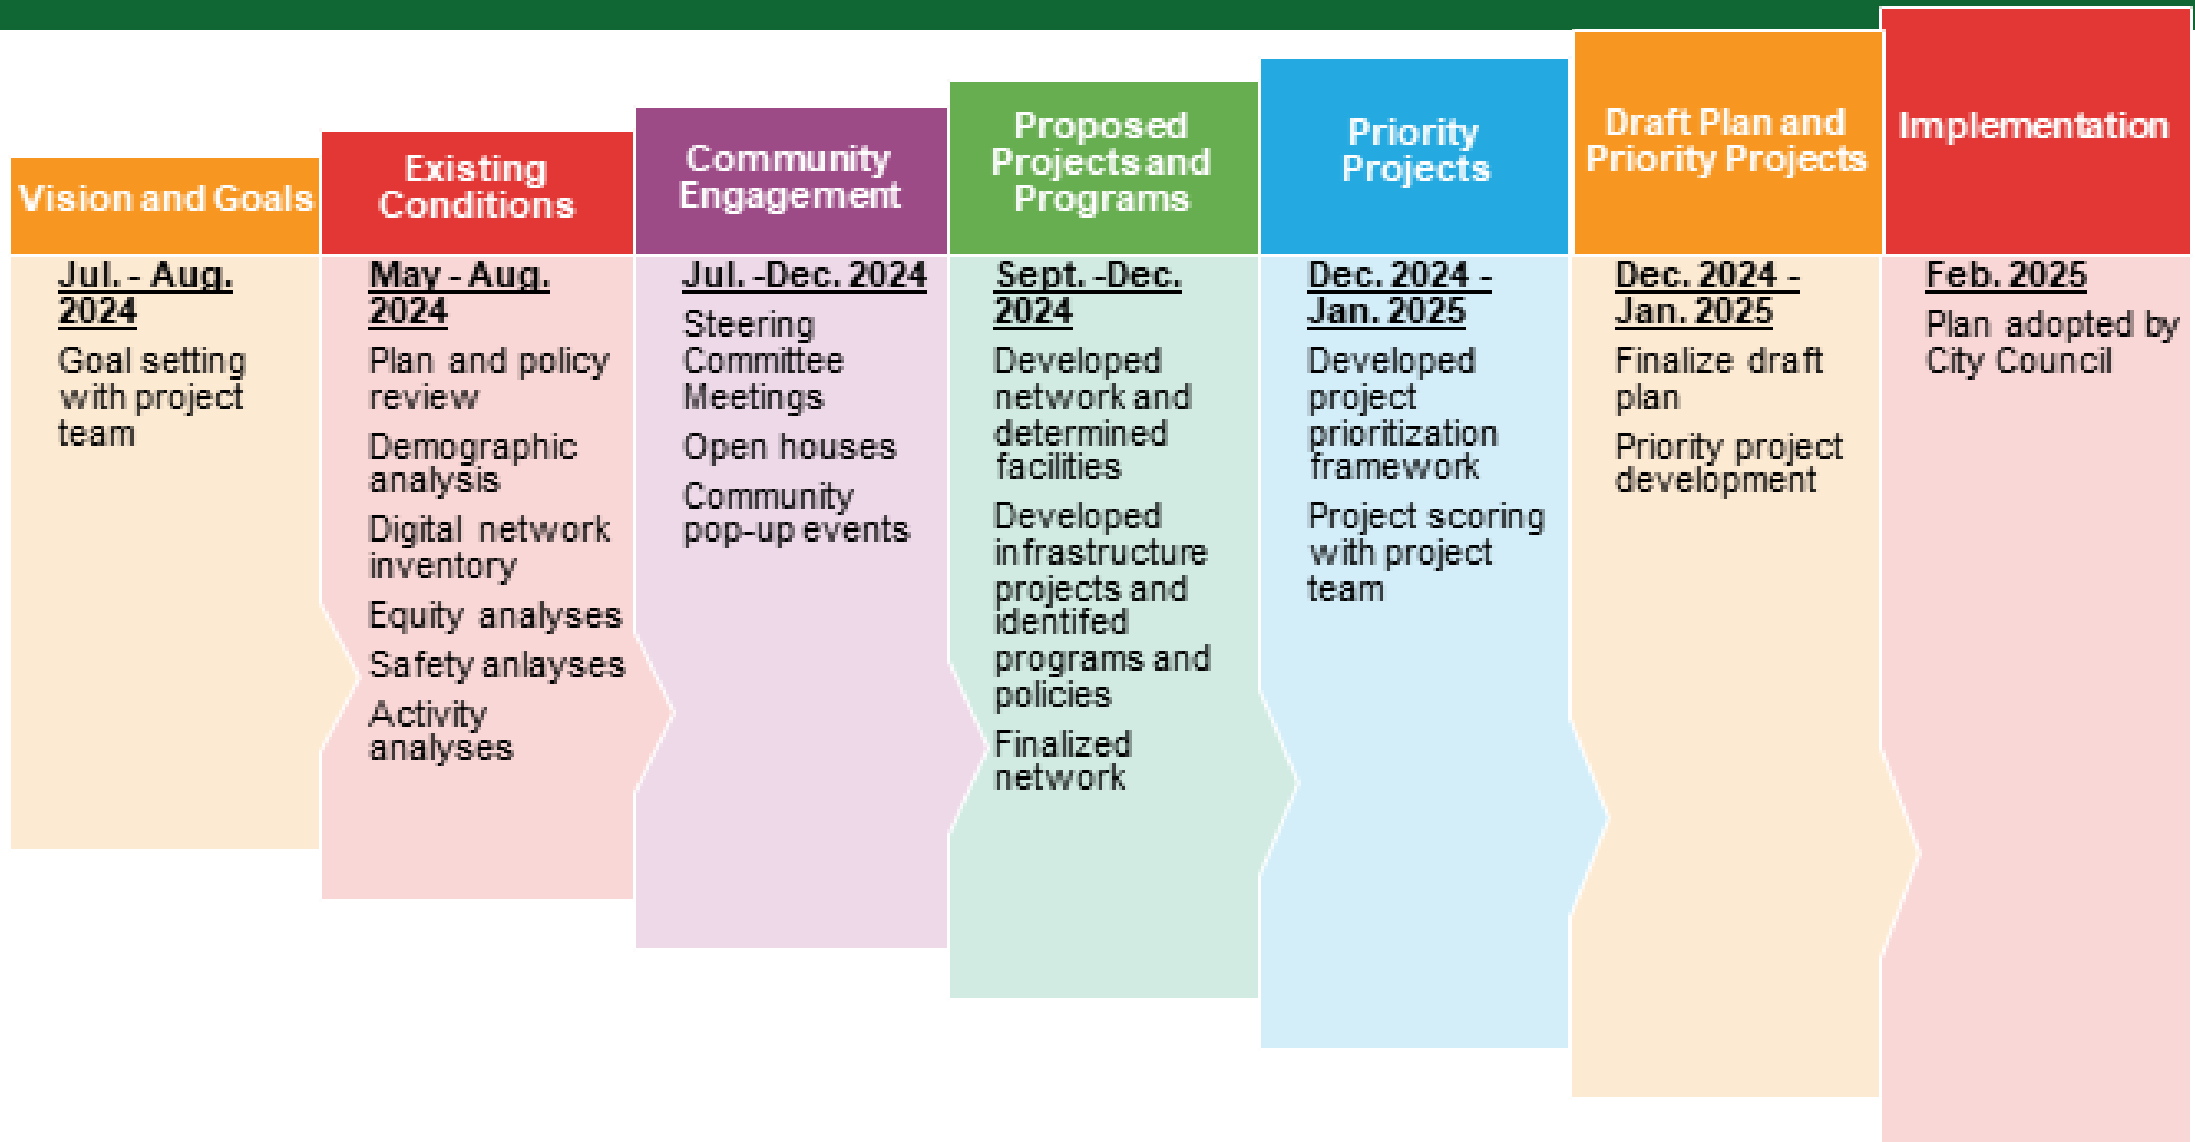 Vision and Goals
Jul. - Aug.
2024
Goal setting
with project
team
Existing
Conditions
May - Aug.
2024
Plan and policy
review
Demographic
analysis
Digital network
inventory
Equity analyses
Safety anlayses
Activity
analyses
Community
Engagement
Jul. -Dec. 2024
Steering
Committee
Meetings
Open houses
Community
pop-up events
Proposed
Projects and
Programs
Sept. -Dec.
2024
Developed
network and
determined
facilities
Developed
infrastructure
projects and
identifed
programs and
policies
Finalized
network
Priority
Projects
Dec. 2024 -
Jan. 2025
Developed
project
prioritization
framework
Project scoring
with project
team
Draft Plan and
Priority Projects
Dec. 2024 -
Jan. 2025
Finalize draft
plan
Priority project
development
Implementation
Feb. 2025
Plan adopted by
City Council